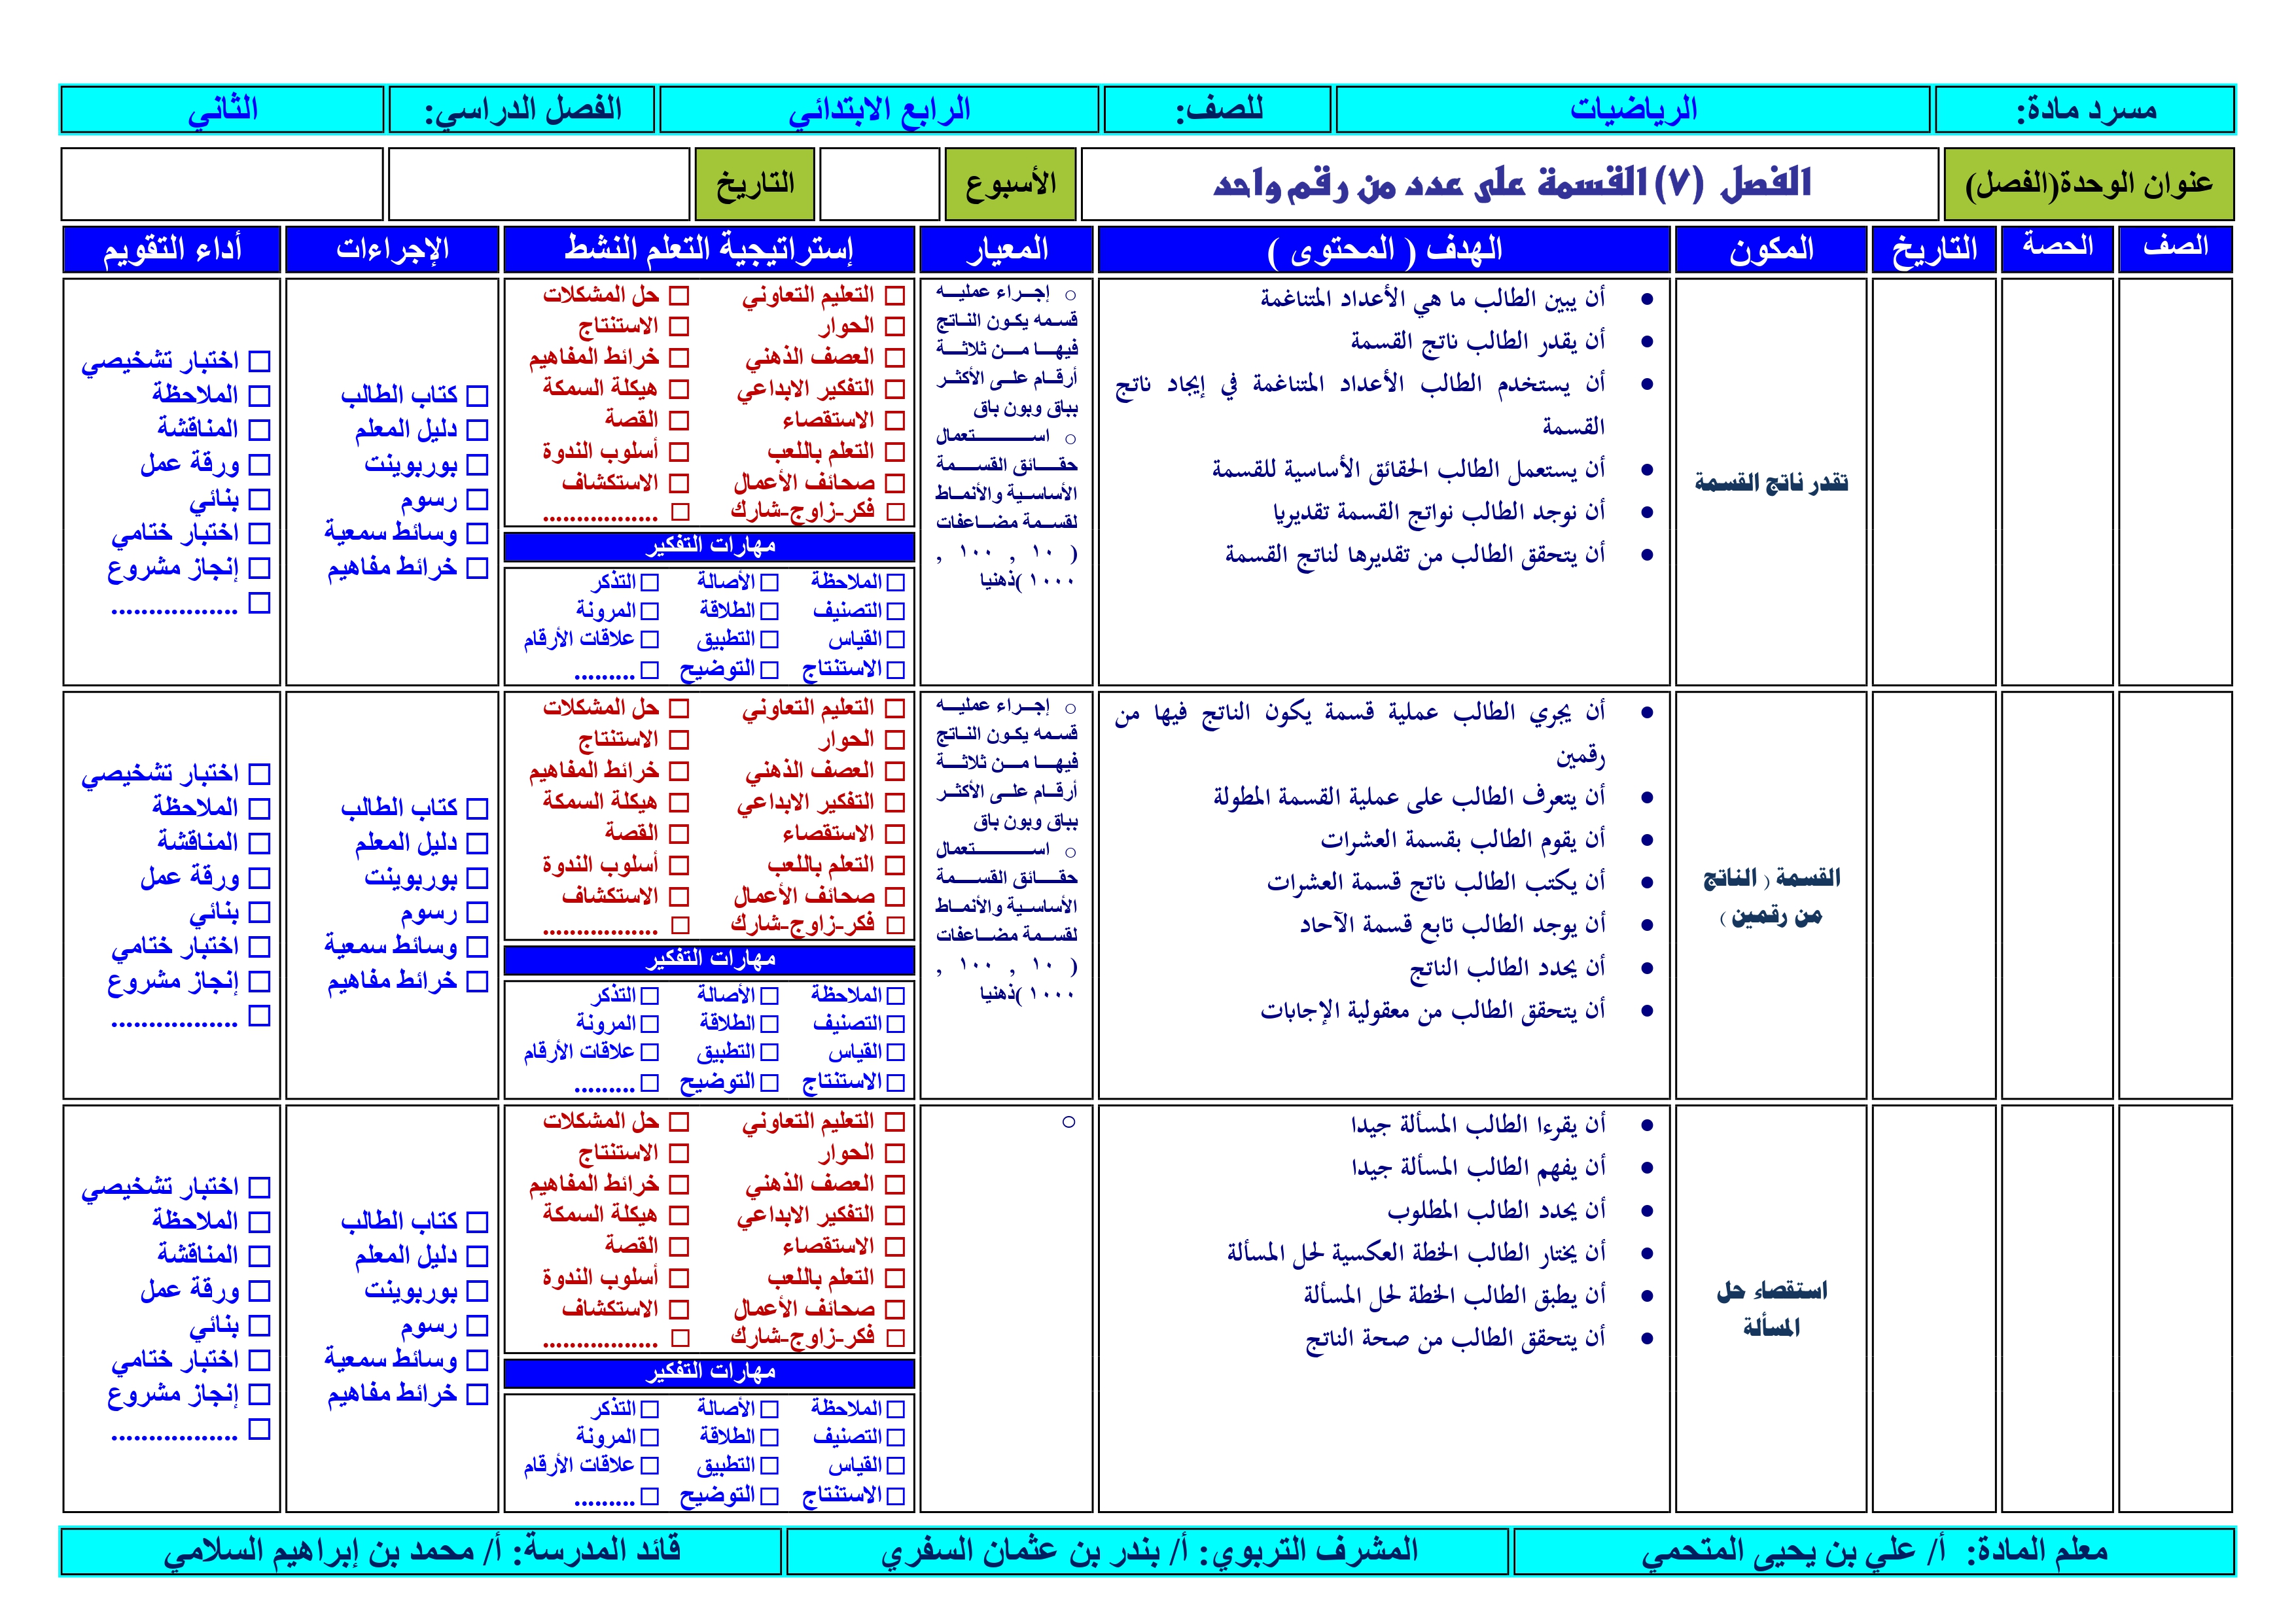 مسرد مادة: الرياضيات للصف: الرابع الابتدائي الفصل الدراسي: الثاني
عنوان الوحدة(الفصل) الفصل (٧) القسمة على عدد من رقم واحد الأسبوع التاريخ
الصف الحصة التاريخ المكون الهدف ( المحتوى ) المعيار إستراتيجية التعلم النشط الإجراءات أداء التقويم
تقدر ناتج القسمة
• أن يبين الطالب ما هي الأعداد المتناغمة
• أن يقدر الطالب ناتج القسمة
• أن يستخدم الطالب الأعداد المتناغمة في إيجاد ناتج
القسمة
• أن يستعمل الطالب الحقائق الأساسية للقسمة
• أن نوجد الطالب نواتج القسمة تقديريا
• أن يتحقق الطالب من تقديرها لناتج القسمة
○ إجراء عمليه
قسمه يكون الناتج
فيها من ثلاثة
أرقام على الأكثر
بباق وبون باق
○ استعمال
حقائق القسمة
الأساسية والأنماط
لقسمة مضاعفات
( ١٠ , ١٠٠ ,
١٠٠٠ )ذهنيا
□ التعليم التعاوني □ حل المشكلات
□ الحوار □ الاستنتاج
□ العصف الذهني □ خرائط المفاهيم
□ التفكير الابداعي □ هيكلة السمكة
□ الاستقصاء □ القصة
□ التعلم باللعب □ أسلوب الندوة
□ صحائف الأعمال □ الاستكشاف
□ فكر-زاوج-شارك □ .................
مهارات التفكير
□ الملاحظة □ الأصالة □ التذكر
□ التصنيف □ الطلاقة □ المرونة
□ القياس □ التطبيق □ علاقات الأرقام
□ الاستنتاج □ التوضيح □ .........
□ كتاب الطالب
□ دليل المعلم
□ بوربوينت
□ رسوم
□ وسائط سمعية
□ خرائط مفاهيم
□ اختبار تشخيصي
□ الملاحظة
□ المناقشة
□ ورقة عمل
□ بنائي
□ اختبار ختامي
□ إنجاز مشروع
□ .................
القسمة ( الناتج
من رقمين )
• أن يجري الطالب عملية قسمة يكون الناتج فيها من
رقمين
• أن يتعرف الطالب على عملية القسمة المطولة
• أن يقوم الطالب بقسمة العشرات
• أن يكتب الطالب ناتج قسمة العشرات
• أن يوجد الطالب تابع قسمة الآحاد
• أن يحدد الطالب الناتج
• أن يتحقق الطالب من معقولية الإجابات
○ إجراء عمليه
قسمه يكون الناتج
فيها من ثلاثة
أرقام على الأكثر
بباق وبون باق
○ استعمال
حقائق القسمة
الأساسية والأنماط
لقسمة مضاعفات
( ١٠ , ١٠٠ ,
١٠٠٠ )ذهنيا
□ التعليم التعاوني □ حل المشكلات
□ الحوار □ الاستنتاج
□ العصف الذهني □ خرائط المفاهيم
□ التفكير الابداعي □ هيكلة السمكة
□ الاستقصاء □ القصة
□ التعلم باللعب □ أسلوب الندوة
□ صحائف الأعمال □ الاستكشاف
□ فكر-زاوج-شارك □ .................
مهارات التفكير
□ الملاحظة □ الأصالة □ التذكر
□ التصنيف □ الطلاقة □ المرونة
□ القياس □ التطبيق □ علاقات الأرقام
□ الاستنتاج □ التوضيح □ .........
□ كتاب الطالب
□ دليل المعلم
□ بوربوينت
□ رسوم
□ وسائط سمعية
□ خرائط مفاهيم
□ اختبار تشخيصي
□ الملاحظة
□ المناقشة
□ ورقة عمل
□ بنائي
□ اختبار ختامي
□ إنجاز مشروع
□ .................
استقصاء حل
المسألة
• أن يقرءا الطالب المسألة جيدا
• أن يفهم الطالب المسألة جيدا
• أن يحدد الطالب المطلوب
• أن يختار الطالب الخطة العكسية لحل المسألة
• أن يطبق الطالب الخطة لحل المسألة
• أن يتحقق الطالب من صحة الناتج
○
□ التعليم التعاوني □ حل المشكلات
□ الحوار □ الاستنتاج
□ العصف الذهني □ خرائط المفاهيم
□ التفكير الابداعي □ هيكلة السمكة
□ الاستقصاء □ القصة
□ التعلم باللعب □ أسلوب الندوة
□ صحائف الأعمال □ الاستكشاف
□ فكر-زاوج-شارك □ .................
مهارات التفكير
□ الملاحظة □ الأصالة □ التذكر
□ التصنيف □ الطلاقة □ المرونة
□ القياس □ التطبيق □ علاقات الأرقام
□ الاستنتاج □ التوضيح □ .........
□ كتاب الطالب
□ دليل المعلم
□ بوربوينت
□ رسوم
□ وسائط سمعية
□ خرائط مفاهيم
□ اختبار تشخيصي
□ الملاحظة
□ المناقشة
□ ورقة عمل
□ بنائي
□ اختبار ختامي
□ إنجاز مشروع
□ .................
معلم المادة: أ/ علي بن يحيى المتحمي المشرف التربوي: أ/ بندر بن عثمان السفري قائد المدرسة: أ/ محمد بن إبراهيم السلامي